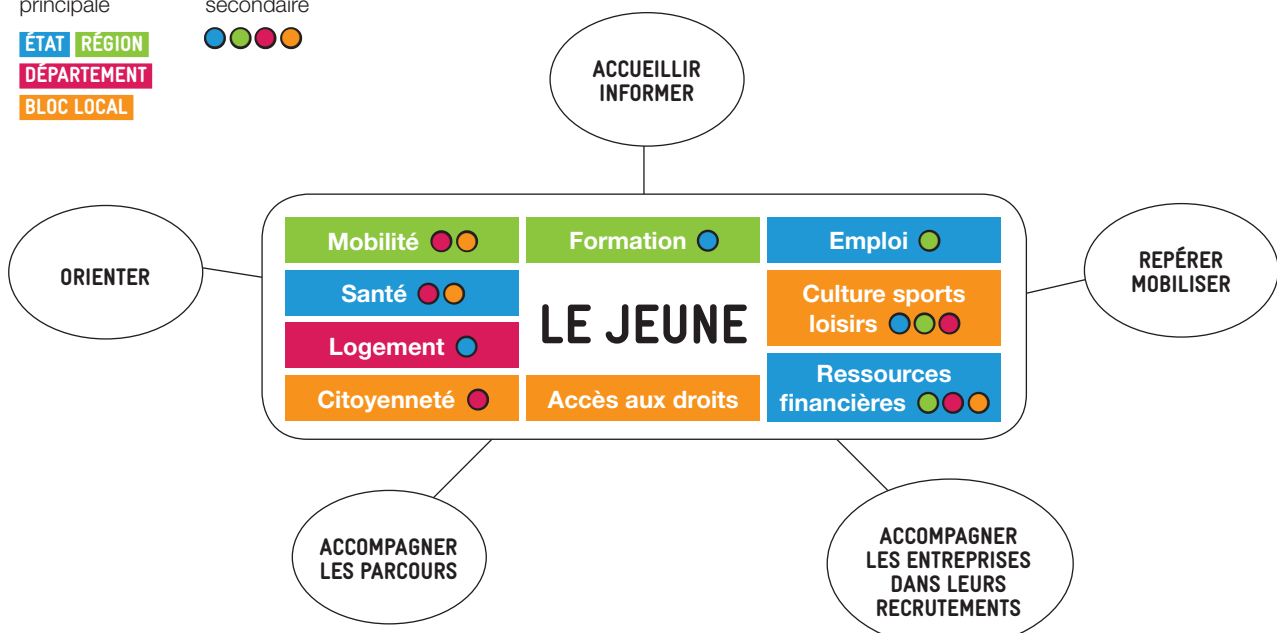 principale
secondaire
ÉTAT
RÉGION
DÉPARTEMENT
BLOC LOCAL
ACCUEILLIR
INFORMER
ORIENTER
REPÉRER
MOBILISER
Mobilité
Formation
Emploi
Santé
LE JEUNE
Culture sports
loisirs
Logement
Ressources
financières
Citoyenneté
Accès aux droits
ACCOMPAGNER
LES PARCOURS
ACCOMPAGNER
LES ENTREPRISES
DANS LEURS
RECRUTEMENTS